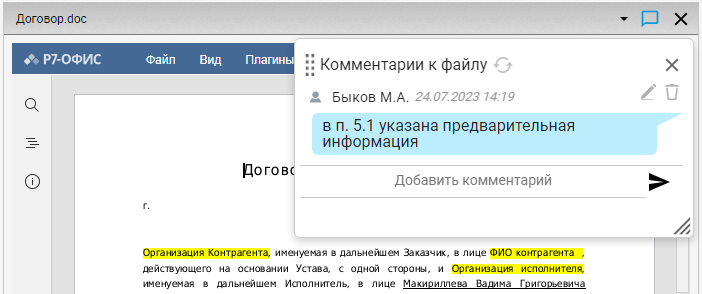 Договор.doc
Р7-ОФИС Файл Вид Плагины
Комментарии к файлу
Быков М.А. 24.07.2023 14:19
в п. 5.1 указана предварительная
информация
Добавить комментарий
Догово
г.
Организация Контрагента, именуемая в дальнейшем Заказчик, в лице ФИО контрагента ,
действующего на основании Устава, с одной стороны, и Организация исполнителя,
именуемая в дальнейшем Исполнитель, в лице Макириллева Вадима Григорьевича